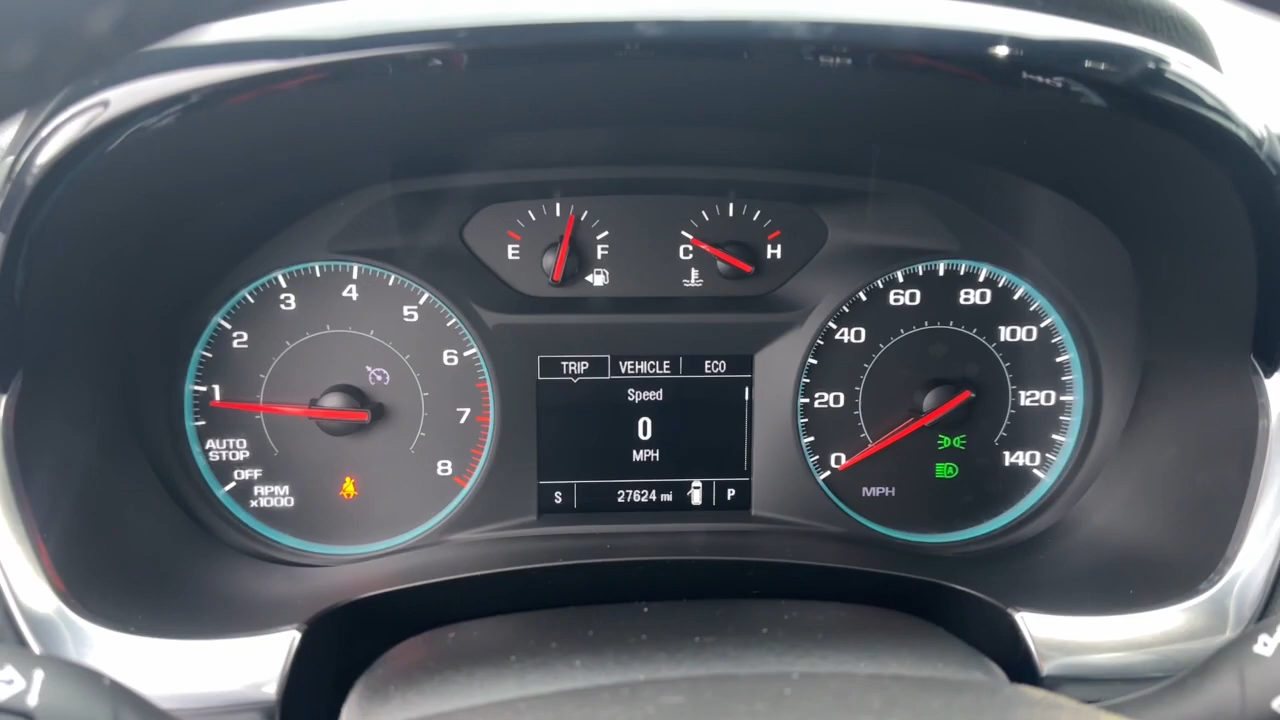 E F
C H
1
2
3
4
5
6
7
8
AUTO
STOP
OFF
RPM
x1000
TRIP VEHICLE ECO
Speed
0
MPH
S 27624 mi P
0
20
40
60
80
100
120
140
MPH
A